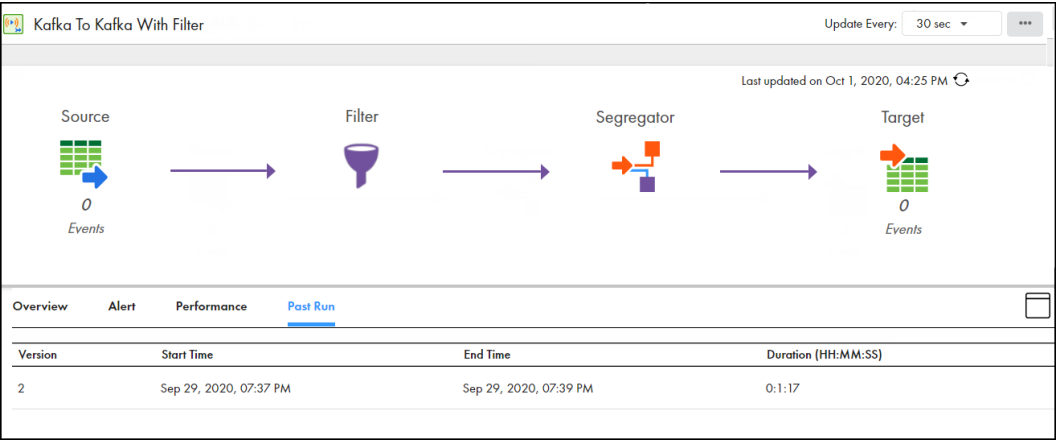 Kafka To Kafka With Filter
Update Every: 30 sec
Last updated on Oct 1, 2020, 04:25 PM
Source Filter Segregator Target
0 0
Events Events
Overview Alert Performance Past Run
Version Start Time End Time Duration (HH:MM:SS)
2 Sep 29, 2020, 07:37 PM Sep 29, 2020, 07:39 PM 0:1:17